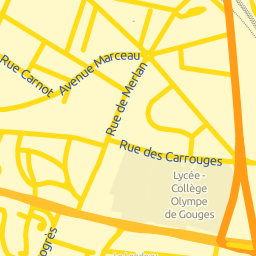 Avenue Marceau
Rue Carnot
Rue de Merlan
Rue des Carrouges
Lycée -
Collège
Olympe
de Gouges